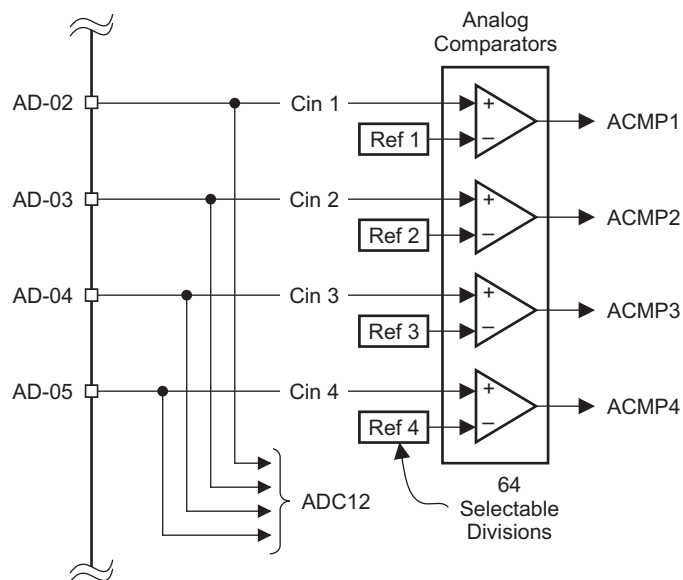 Analog
Comparators
AD-02
Cin 1
+
ACMP1
Ref 1
–
AD-03
Cin 2
+
ACMP2
Ref 2
–
AD-04
Cin 3
+
ACMP3
Ref 3
–
AD-05
Cin 4
+
ACMP4
Ref 4
–
ADC12
64
Selectable
Divisions